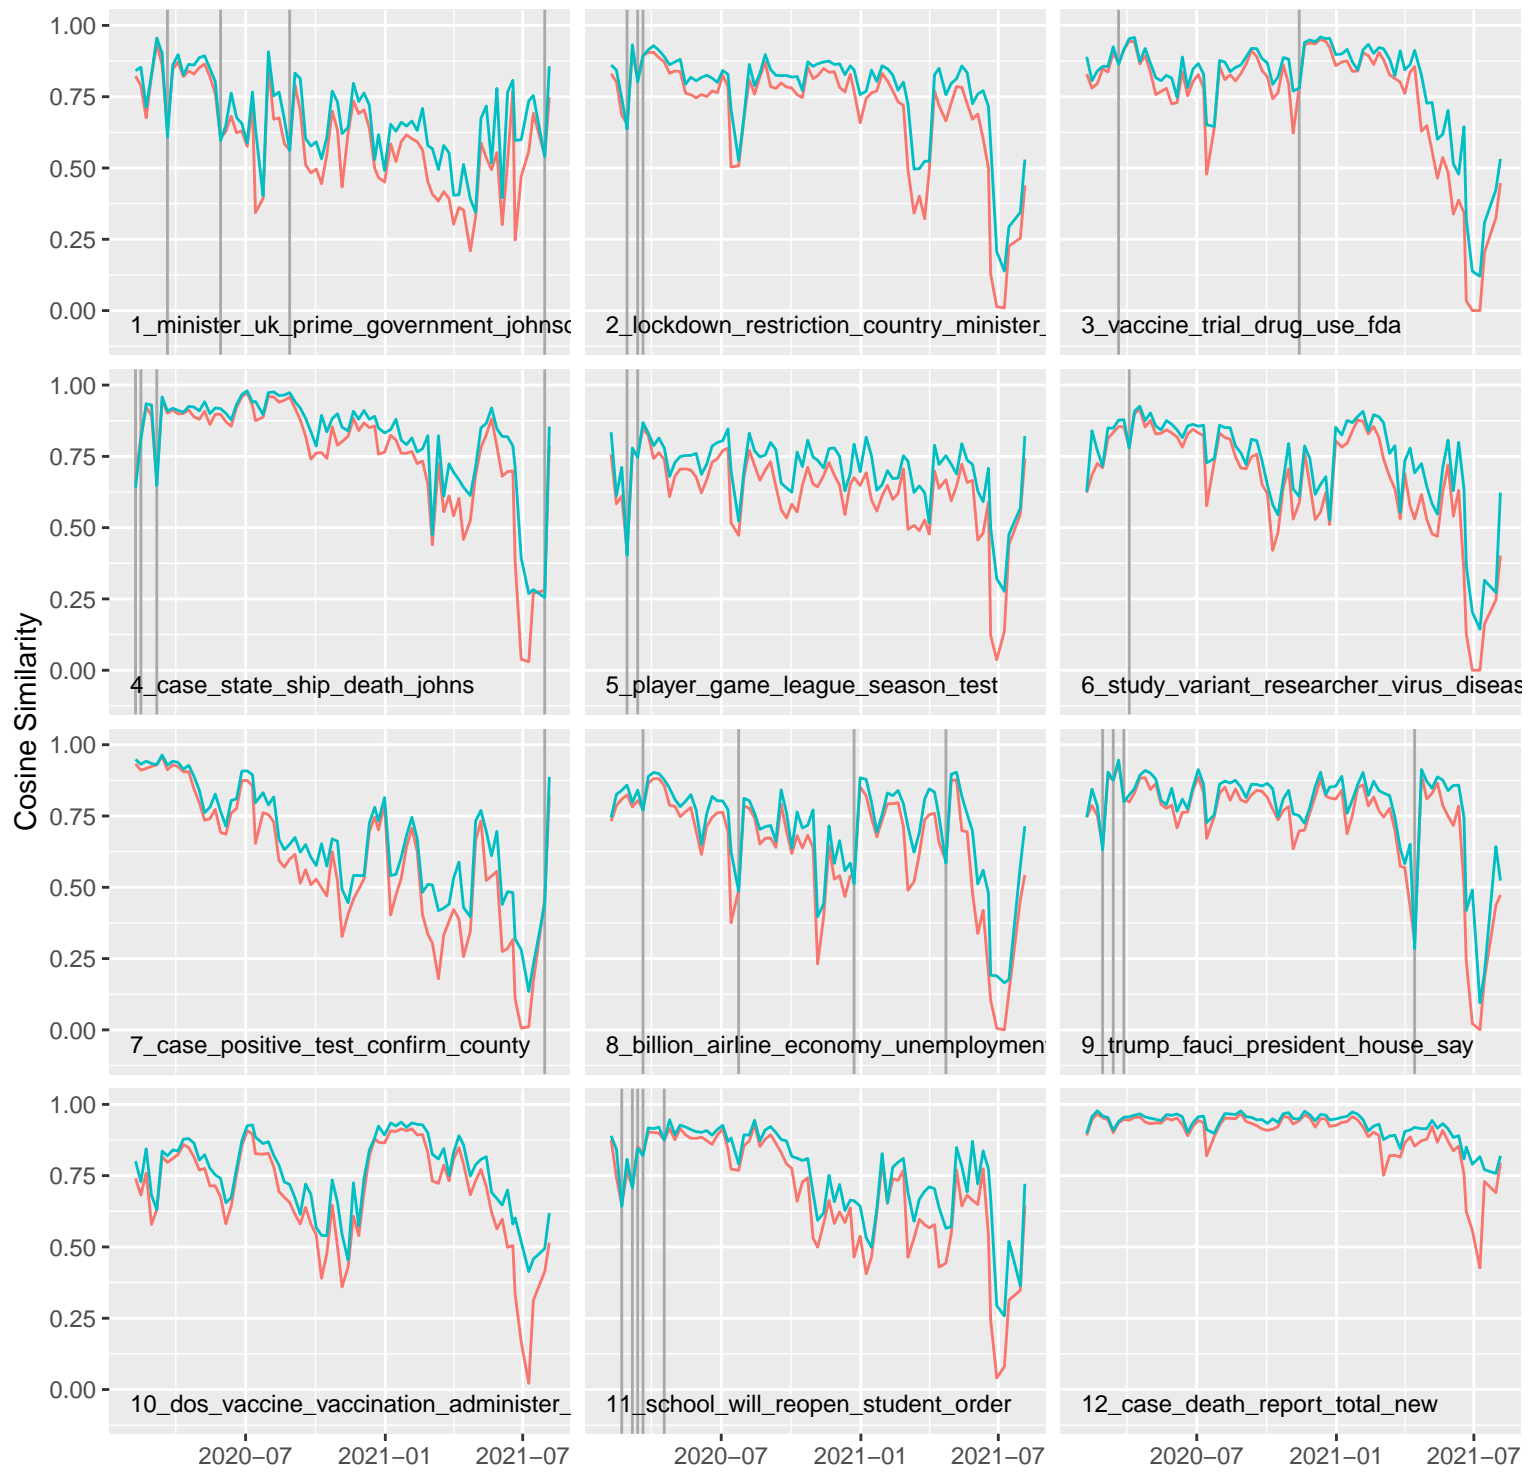 Cosine Similarity
1.00
0.75
0.50
0.25
0.00
1_minister_uk_prime_government_johnso
2_lockdown_restriction_country_minister_
3_vaccine_trial_drug_use_fda
1.00
0.75
0.50
0.25
0.00
4_case_state_ship_death_johns
5_player_game_league_season_test
6_study_variant_researcher_virus_diseas
1.00
0.75
0.50
0.25
0.00
7_case_positive_test_confirm_county
8_billion_airline_economy_unemployment
9_trump_fauci_president_house_say
1.00
0.75
0.50
0.25
0.00
10_dos_vaccine_vaccination_administer_
11_school_will_reopen_student_order
12_case_death_report_total_new
2020−07 2021−01 2021−07 2020−07 2021−01 2021−07 2020−07 2021−01 2021−07